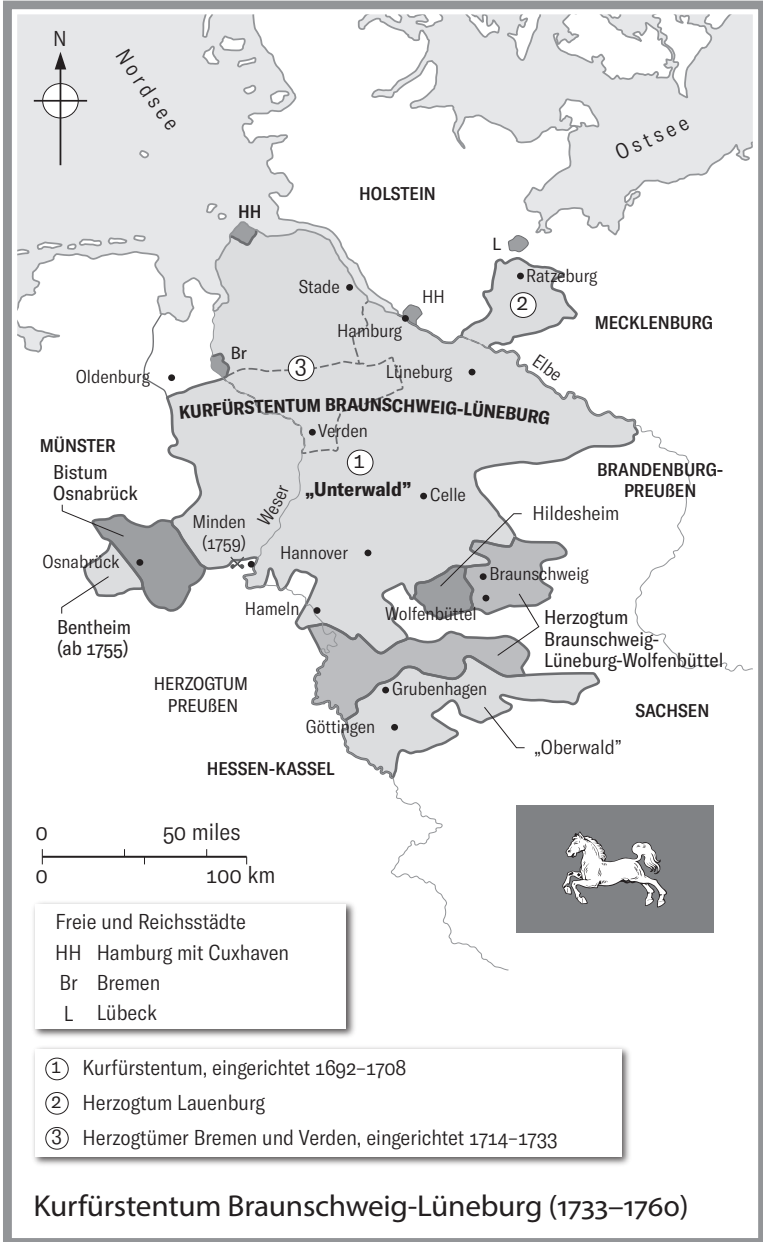 N
Nordsee
Ostsee
HOLSTEIN
HH
L
Ratzeburg
Stade
HH
2
MECKLENBURG
Hamburg
Br
3
Lüneburg
Elbe
Oldenburg
KURFÜRSTENTUM BRAUNSCHWEIG-LÜNEBURG
Verden
MÜNSTER
1
BRANDENBURG-
PREUẞEN
Bistum
Osnabrück
„Unterwald”
Celle
Weser
Hildesheim
Minden
(1759)
Hannover
Osnabrück
Braunschweig
Hameln
Wolfenbüttel
Bentheim
(ab 1755)
Herzogtum
Braunschweig-
Lüneburg-Wolfenbüttel
HERZOGTUM
PREUẞEN
Grubenhagen
SACHSEN
Göttingen
„Oberwald”
HESSEN-KASSEL
0 50 miles
0 100 km
Freie und Reichsstädte
HH Hamburg mit Cuxhaven
Br Bremen
L Lübeck
1 Kurfürstentum, eingerichtet 1692–1708
2 Herzogtum Lauenburg
3 Herzogtümer Bremen und Verden, eingerichtet 1714–1733
Kurfürstentum Braunschweig-Lüneburg (1733–1760)